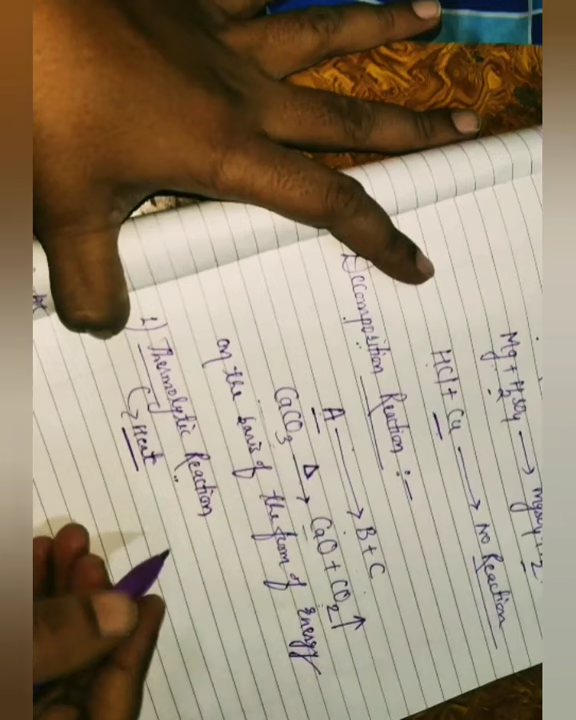 Mg + H2SO4 → MgSO4 + 2
HCl + Cu → No Reaction
Decomposition Reaction :-
A → B + C
CaCO3 Δ→ CaO + CO2↑
on the basis of the form of energy
1) Thermolytic Reaction
↳ Heat